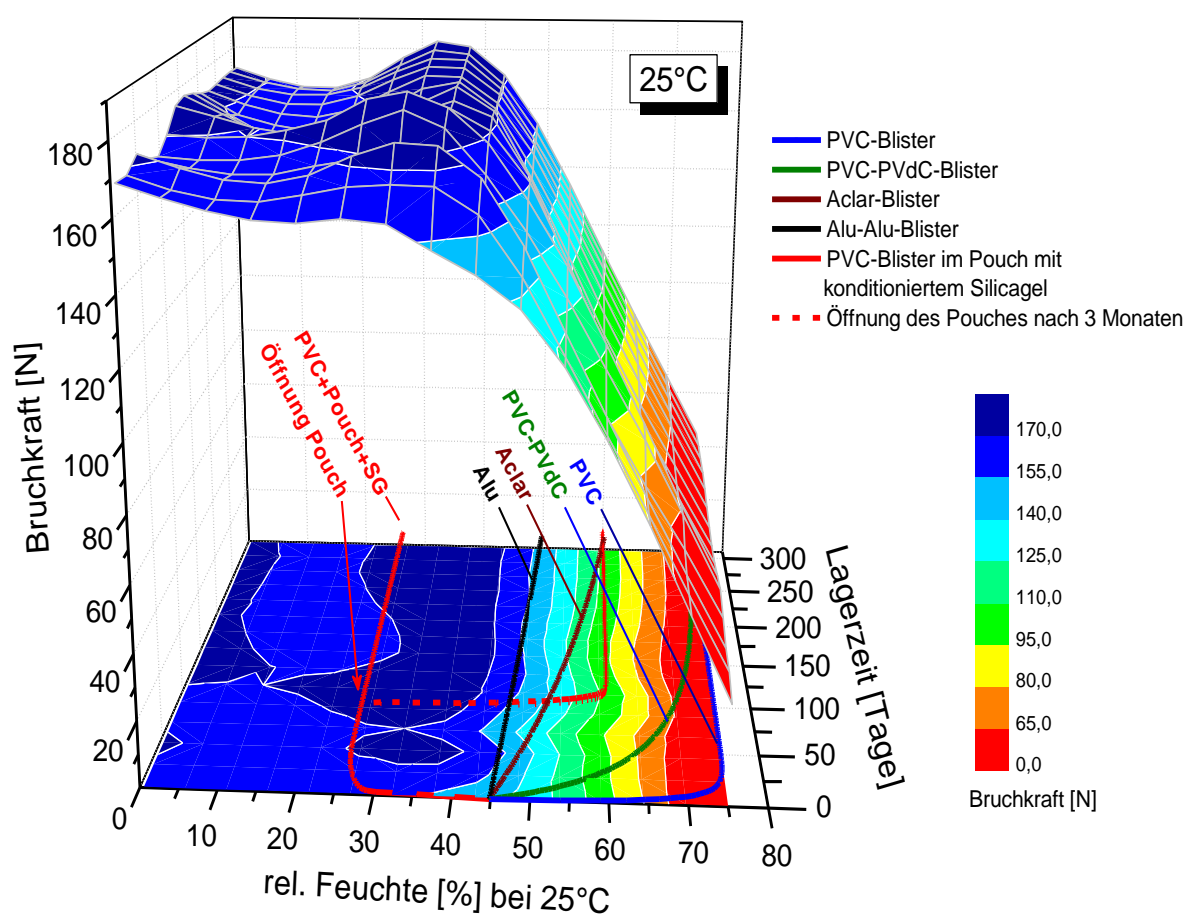 25°C
PVC-Blister
PVC-PVdC-Blister
Aclar-Blister
Alu-Alu-Blister
PVC-Blister im Pouch mit
konditioniertem Silicagel
Öffnung des Pouches nach 3 Monaten
180
160
140
120
100
80
60
40
20
0
Bruchkraft [N]
PVC+Pouch+SG
Öffnung Pouch
PVC-PVdC
PVC
Aclar
Alu
300
250
200
150
100
50
0
Lagerzeit [Tage]
10
20
30
40
50
60
70
80
rel. Feuchte [%] bei 25°C
170,0
155,0
140,0
125,0
110,0
95,0
80,0
65,0
0,0
Bruchkraft [N]